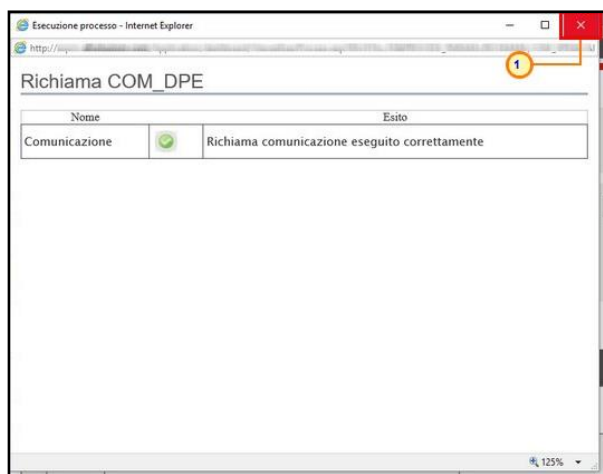 Esecuzione processo - Internet Explorer
http://
1
Richiama COM_DPE
Nome Esito
Comunicazione Richiama comunicazione eseguito correttamente
125%